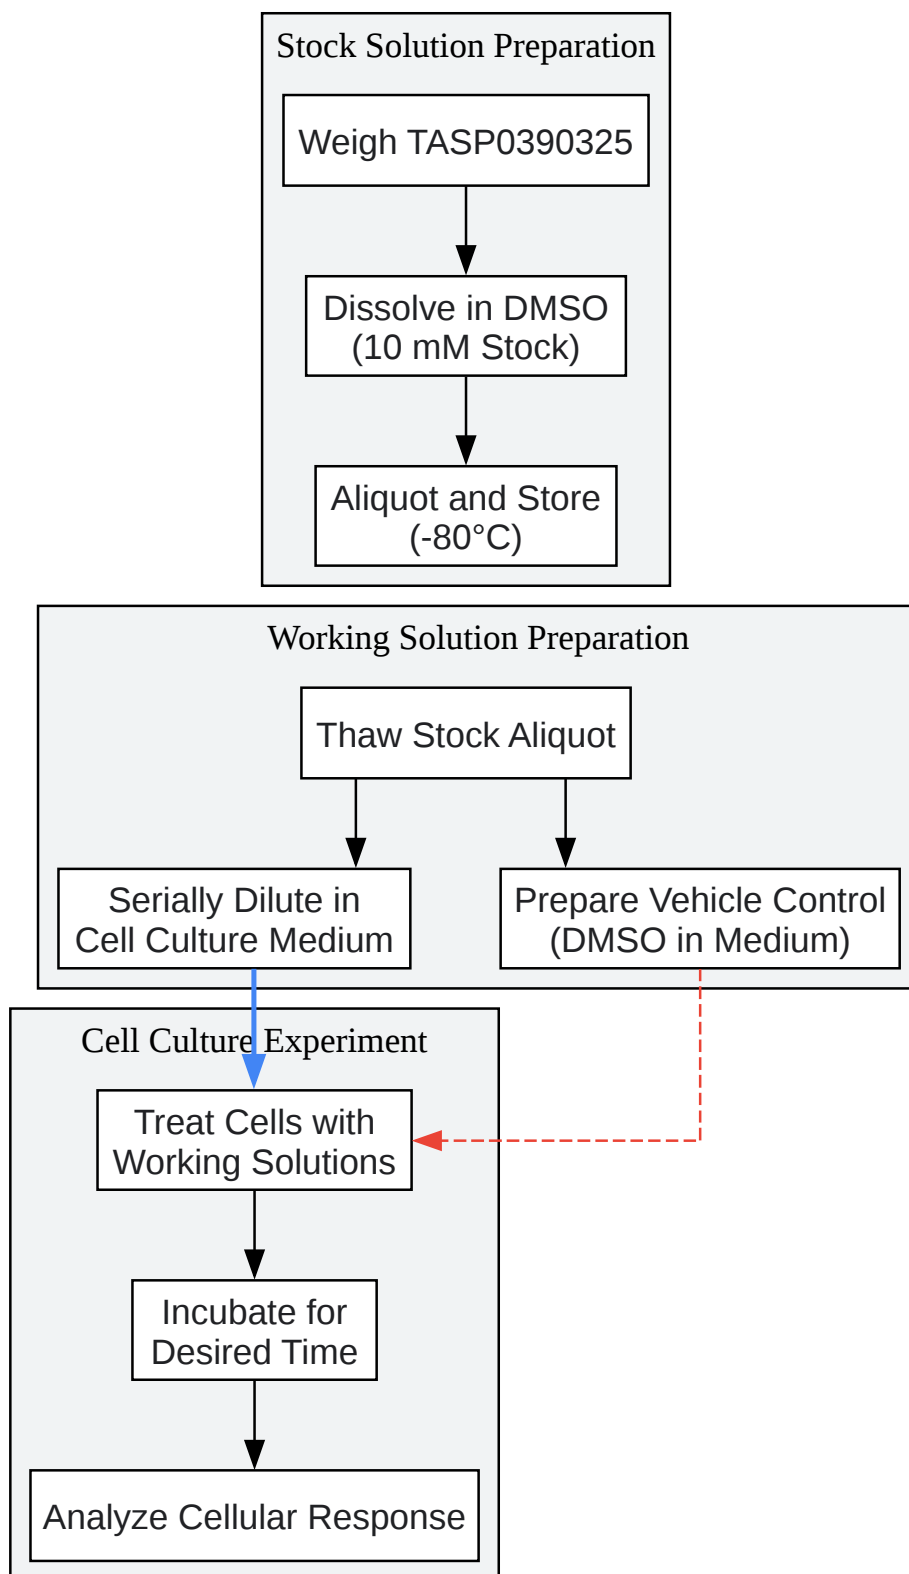 Stock Solution Preparation
Weigh TASP0390325
Dissolve in DMSO
(10 mM Stock)
Aliquot and Store
(-80°C)
Working Solution Preparation
Thaw Stock Aliquot
Serially Dilute in
Cell Culture Medium
Prepare Vehicle Control
(DMSO in Medium)
Cell Culture Experiment
Treat Cells with
Working Solutions
Incubate for
Desired Time
Analyze Cellular Response